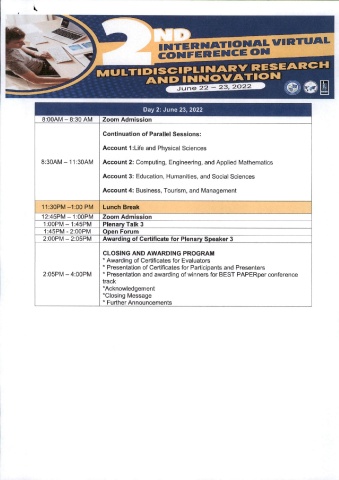 2ND
INTERNATIONAL VIRTUAL
CONFERENCE ON
MULTIDISCIPLINARY RESEARCH
AND INNOVATION
June 22 – 23, 2022
Day 2: June 23, 2022
8:00AM – 8:30 AM Zoom Admission
Continuation of Parallel Sessions:
Account 1:Life and Physical Sciences
8:30AM – 11:30AM Account 2: Computing, Engineering, and Applied Mathematics
Account 3: Education, Humanities, and Social Sciences
Account 4: Business, Tourism, and Management
11:30PM –1:00 PM Lunch Break
12:45PM – 1:00PM Zoom Admission
1:00PM – 1:45PM Plenary Talk 3
1:45PM - 2:00PM Open Forum
2:00PM – 2:05PM Awarding of Certificate for Plenary Speaker 3
CLOSING AND AWARDING PROGRAM
* Awarding of Certificates for Evaluators
* Presentation of Certificates for Participants and Presenters
2:05PM – 4:00PM * Presentation and awarding of winners for BEST PAPERper conference
track
*Acknowledgement
*Closing Message
* Further Announcements